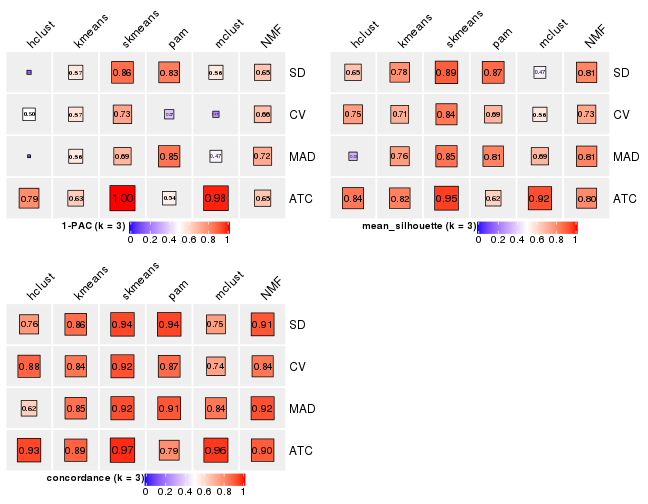 hclust kmeans skmeans pam mclust NMF
0.57 0.86 0.83 0.56 0.65 SD
0.50 0.57 0.73 0.66 CV
0.56 0.69 0.85 0.47 0.72 MAD
0.79 0.63 1.00 0.54 0.98 0.65 ATC
1-PAC (k = 3)
0 0.2 0.4 0.6 0.8 1
hclust kmeans skmeans pam mclust NMF
0.65 0.78 0.89 0.87 0.47 0.81 SD
0.75 0.71 0.84 0.69 0.56 0.73 CV
0.76 0.85 0.81 0.69 0.81 MAD
0.84 0.82 0.95 0.62 0.92 0.80 ATC
mean_silhouette (k = 3)
0 0.2 0.4 0.6 0.8 1
hclust kmeans skmeans pam mclust NMF
0.76 0.86 0.94 0.94 0.75 0.91 SD
0.88 0.84 0.92 0.87 0.74 0.84 CV
0.62 0.85 0.92 0.91 0.84 0.92 MAD
0.93 0.89 0.97 0.79 0.96 0.90 ATC
concordance (k = 3)
0 0.2 0.4 0.6 0.8 1